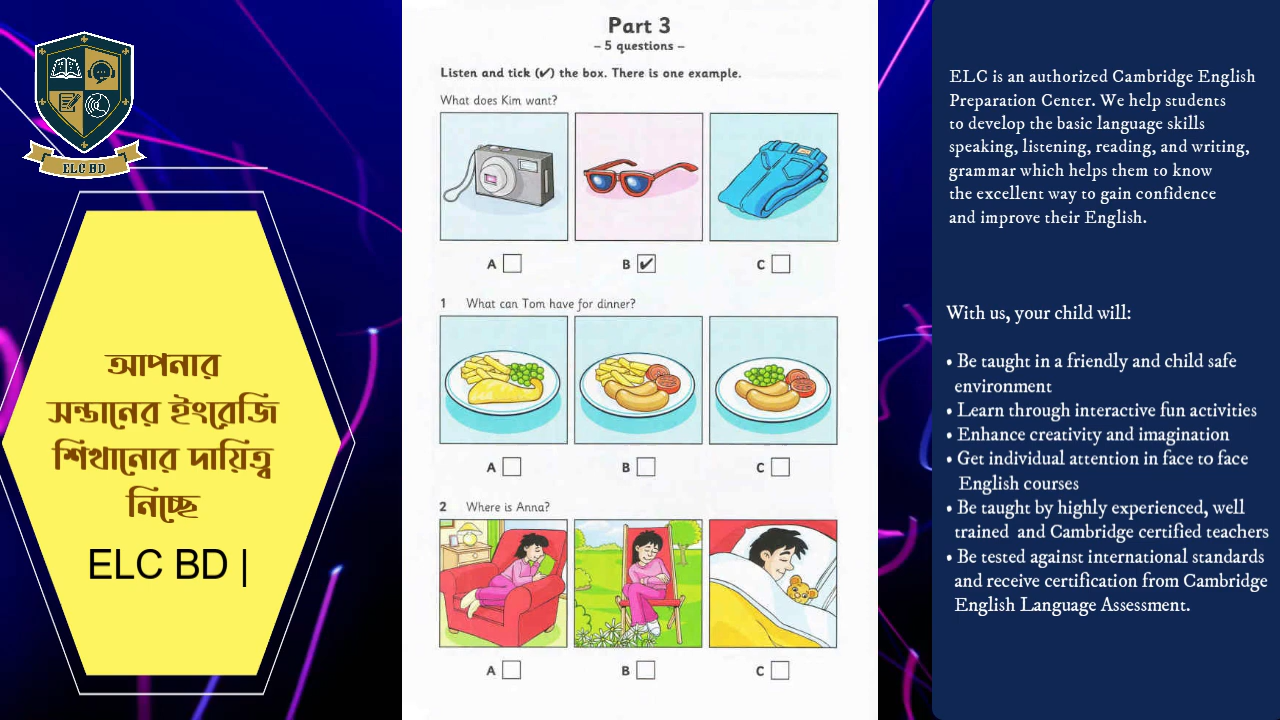 ELC BD
আপনার
সন্তানের ইংরেজি
শিখানোর দায়িত্ব
নিচ্ছে
ELC BD |
Part 3
– 5 questions –
Listen and tick (✔) the box. There is one example.
What does Kim want?
A B ✔ C
1 What can Tom have for dinner?
A B C
2 Where is Anna?
A B C
ELC is an authorized Cambridge English
Preparation Center. We help students
to develop the basic language skills
speaking, listening, reading, and writing,
grammar which helps them to know
the excellent way to gain confidence
and improve their English.
With us, your child will:
• Be taught in a friendly and child safe
environment
• Learn through interactive fun activities
• Enhance creativity and imagination
• Get individual attention in face to face
English courses
• Be taught by highly experienced, well
trained and Cambridge certified teachers
• Be tested against international standards
and receive certification from Cambridge
English Language Assessment.